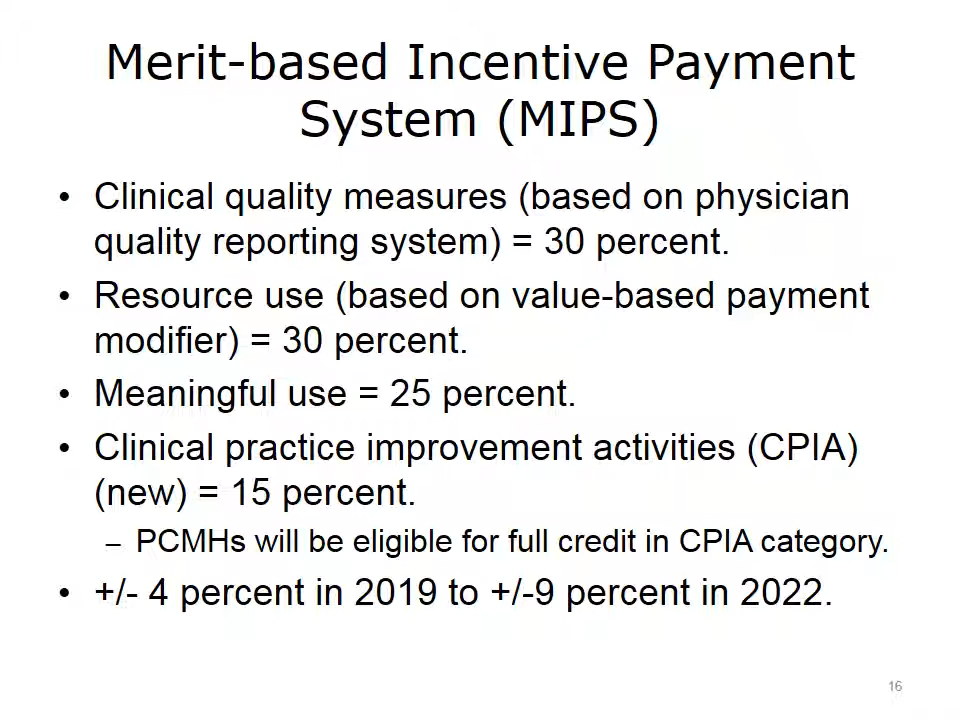 Merit-based Incentive Payment
System (MIPS)
• Clinical quality measures (based on physician
quality reporting system) = 30 percent.
• Resource use (based on value-based payment
modifier) = 30 percent.
• Meaningful use = 25 percent.
• Clinical practice improvement activities (CPIA)
(new) = 15 percent.
– PCMHs will be eligible for full credit in CPIA category.
• +/- 4 percent in 2019 to +/-9 percent in 2022.
16